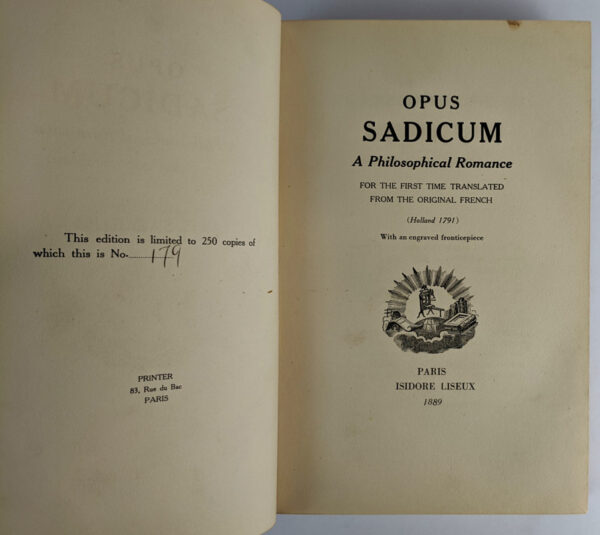 This edition is limited to 250 copies of
which this is No.........179
PRINTER
83, Rue du Bac
PARIS
OPUS
SADICUM
A Philosophical Romance
FOR THE FIRST TIME TRANSLATED
FROM THE ORIGINAL FRENCH
(Holland 1791)
With an engraved fronticepiece
PARIS
ISIDORE LISEUX
1889